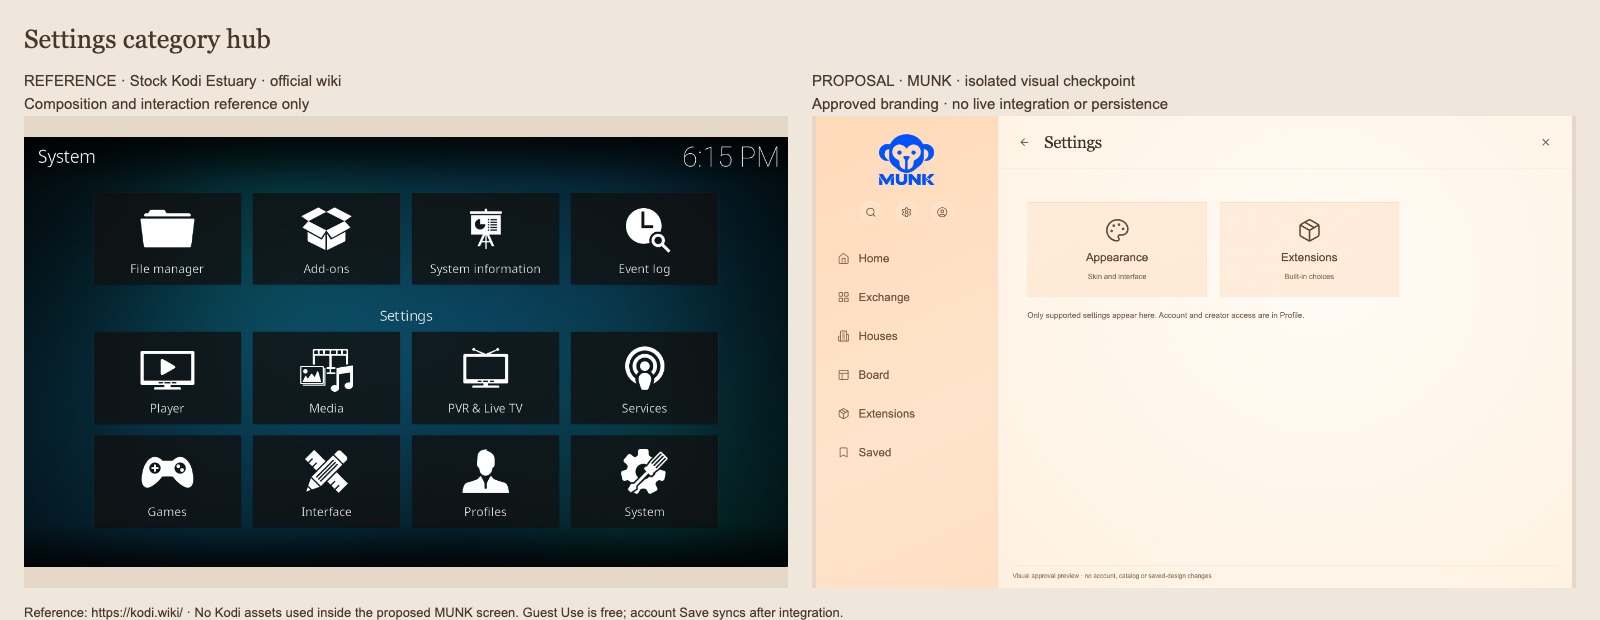 Settings category hub
REFERENCE · Stock Kodi Estuary · official wiki
Composition and interaction reference only
System
6:15 PM
File manager
Add-ons
System information
Event log
Settings
Player
Media
PVR & Live TV
Services
Games
Interface
Profiles
System
PROPOSAL · MUNK · isolated visual checkpoint
Approved branding · no live integration or persistence
MUNK
Home
Exchange
Houses
Board
Extensions
Saved
Settings
Appearance
Skin and interface
Extensions
Built-in choices
Only supported settings appear here. Account and creator access are in Profile.
Visual approval preview · no account, catalog or saved-design changes
Reference: https://kodi.wiki/ · No Kodi assets used inside the proposed MUNK screen. Guest Use is free; account Save syncs after integration.